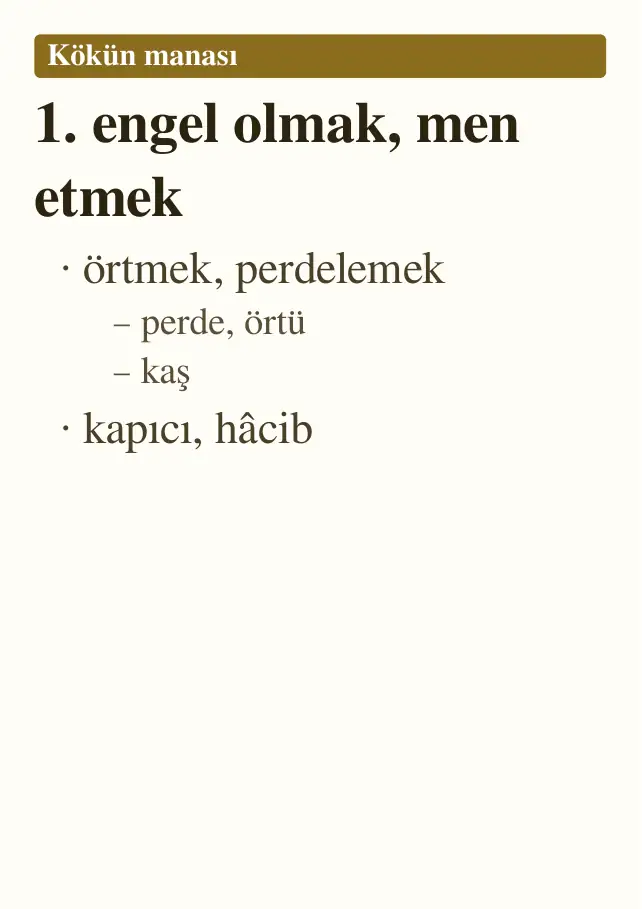 Kökün manası
1. engel olmak, men
etmek
· örtmek, perdelemek
– perde, örtü
– kaş
· kapıcı, hâcib